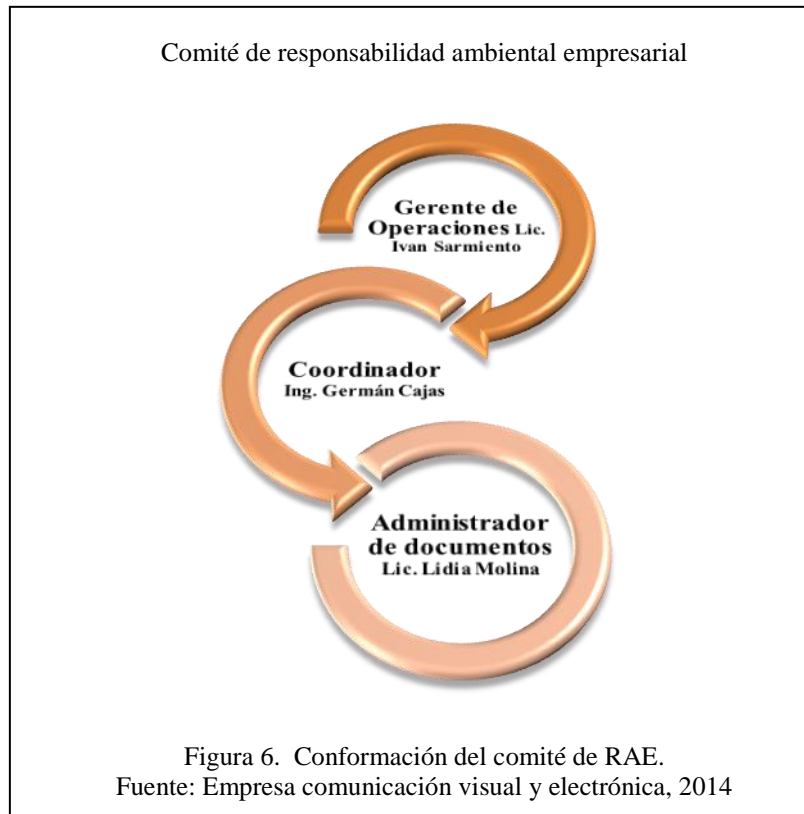 Comité de responsabilidad ambiental empresarial
Gerente de
Operaciones Lic.
Ivan Sarmiento
Coordinador
Ing. Germán Cajas
Administrador
de documentos
Lic. Lidia Molina
Figura 6. Conformación del comité de RAE.
Fuente: Empresa comunicación visual y electrónica, 2014